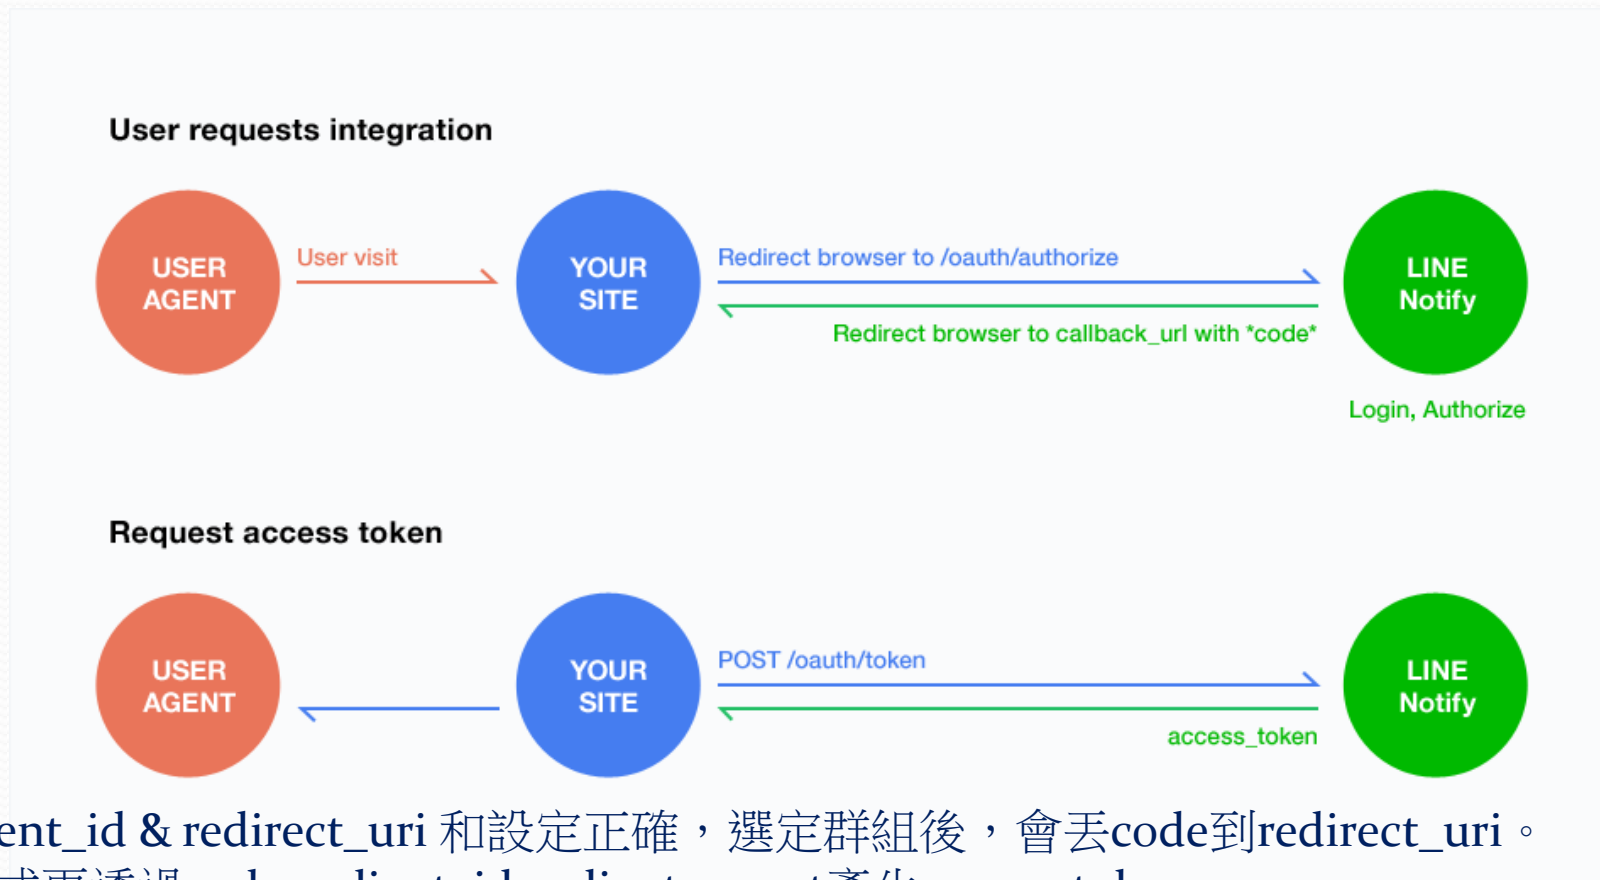 User requests integration
USER
AGENT
User visit
YOUR
SITE
Redirect browser to /oauth/authorize
Redirect browser to callback_url with *code*
LINE
Notify
Login, Authorize
Request access token
USER
AGENT
YOUR
SITE
POST /oauth/token
access_token
LINE
Notify
ent_id & redirect_uri 和設定正確，選定群組後，會丟code到redirect_uri。